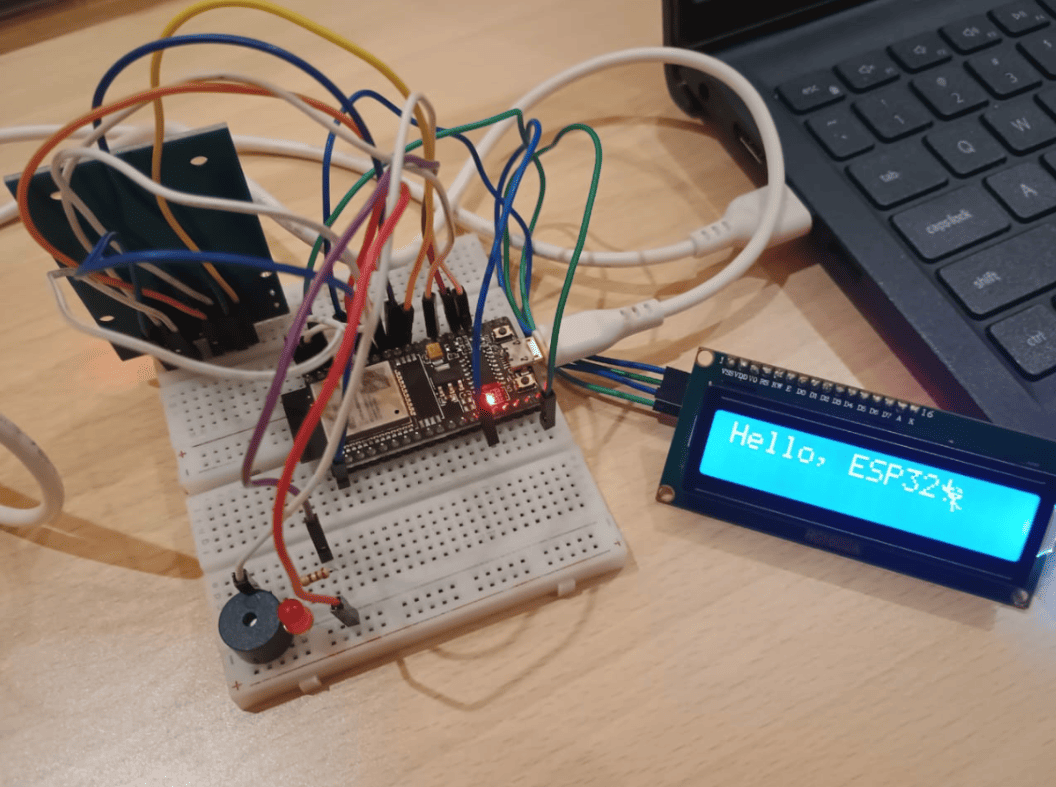 Hello, ESP32
1 16
VSS VDD VO RS RW E D0 D1 D2 D3 D4 D5 D6 D7 A K
esc
tab
caps lock
shift
ctrl
1
2
3
Q
W
A
+
+